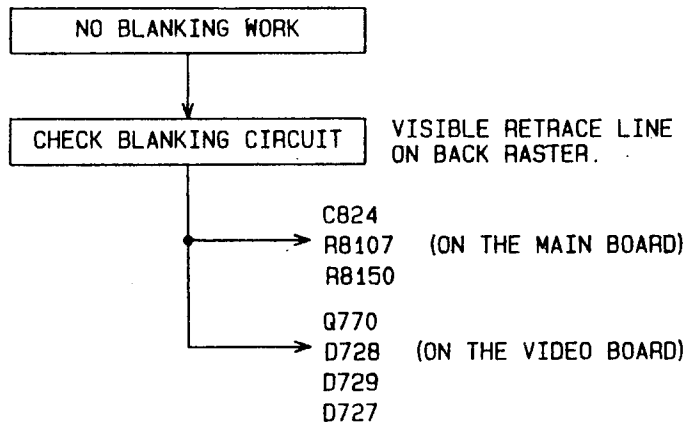 NO BLANKING WORK
CHECK BLANKING CIRCUIT
VISIBLE RETRACE LINE
ON BACK RASTER.
C824
R8107 (ON THE MAIN BOARD)
R8150
Q770
D728 (ON THE VIDEO BOARD)
D729
D727